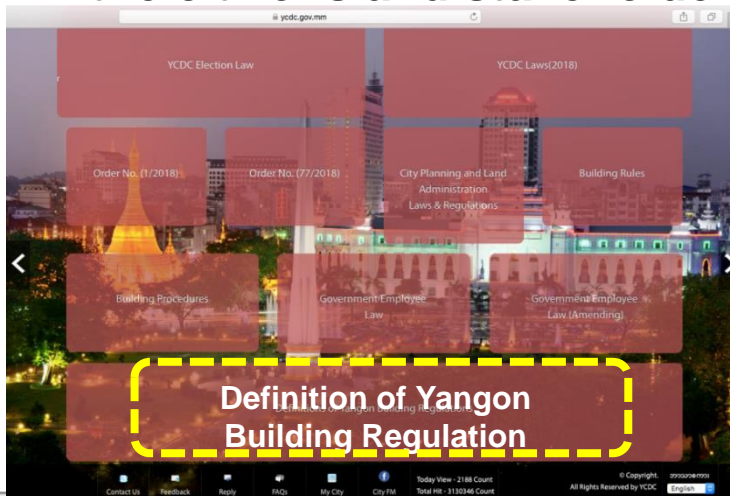 ycdc.gov.mm
YCDC Election Law
YCDC Laws(2018)
Order No. (1/2018)
Order No. (77/2018)
City Planning and Land
Administration
Laws & Regulations
Building Rules
Building Procedures
Government Employee
Law
Government Employee
Law (Amending)
Definition of Yangon
Building Regulation
Contact Us
Feedback
Reply
FAQs
My City
City FM
Today View - 2188 Count
Total Hit - 3130346 Count
© Copyright.
All Rights Reserved by YCDC
English